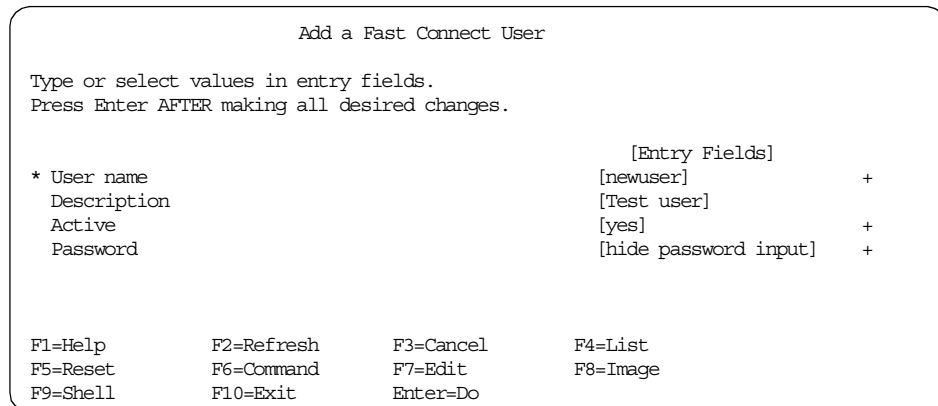 Add a Fast Connect User
Type or select values in entry fields.
Press Enter AFTER making all desired changes.
[Entry Fields]
* User name [newuser] +
Description [Test user]
Active [yes] +
Password [hide password input] +
F1=Help F2=Refresh F3=Cancel F4=List
F5=Reset F6=Command F7=Edit F8=Image
F9=Shell F10=Exit Enter=Do